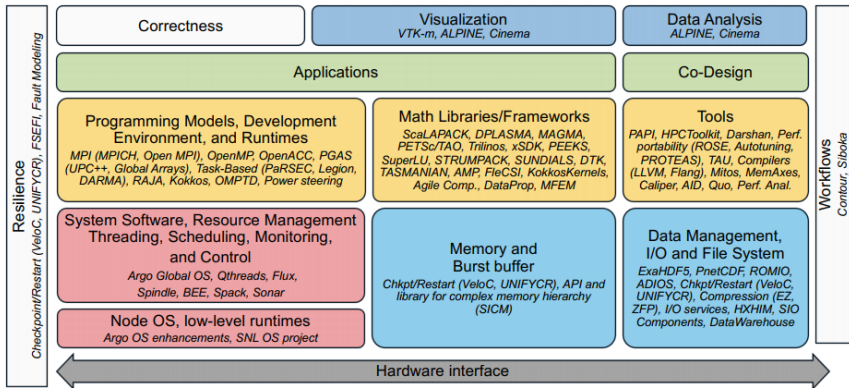 Resilience
Checkpoint/Restart (VeloC, UNIFYCR), FSEFI, Fault Modeling
Correctness
Visualization
VTK-m, ALPINE, Cinema
Data Analysis
ALPINE, Cinema
Applications
Co-Design
Programming Models, Development
Environment, and Runtimes
MPI (MPICH, Open MPI), OpenMP, OpenACC, PGAS
(UPC++, Global Arrays), Task-Based (PaRSEC, Legion,
DARMA), RAJA, Kokkos, OMPTD, Power steering
Math Libraries/Frameworks
ScaLAPACK, DPLASMA, MAGMA,
PETSc/TAO, Trilinos, xSDK, PEEKS,
SuperLU, STRUMPACK, SUNDIALS, DTK,
TASMANIAN, AMP, FleCSI, KokkosKernels,
Agile Comp., DataProp, MFEM
Tools
PAPI, HPCToolkit, Darshan, Perf.
portability (ROSE, Autotuning,
PROTEAS), TAU, Compilers
(LLVM, Flang), Mitos, MemAxes,
Caliper, AID, Quo, Perf. Anal.
System Software, Resource Management
Threading, Scheduling, Monitoring,
and Control
Argo Global OS, Qthreads, Flux,
Spindle, BEE, Spack, Sonar
Node OS, low-level runtimes
Argo OS enhancements, SNL OS project
Memory and
Burst buffer
Chkpt/Restart (VeloC, UNIFYCR), API and
library for complex memory hierarchy
(SICM)
Data Management,
I/O and File System
ExaHDF5, PnetCDF, ROMIO,
ADIOS, Chkpt/Restart (VeloC,
UNIFYCR), Compression (EZ,
ZFP), I/O services, HXHIM, SIO
Components, DataWarehouse
Workflows
Contour, Siboka
Hardware interface